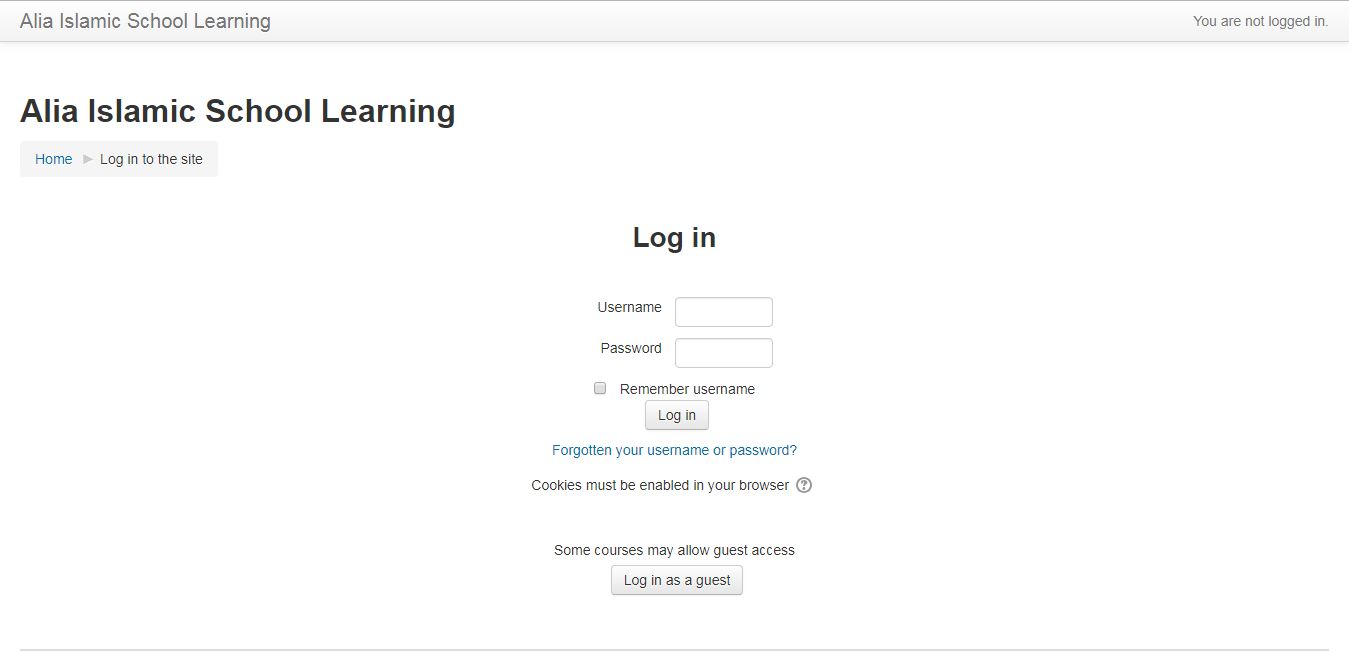 Alia Islamic School Learning
You are not logged in.
Alia Islamic School Learning
Home ► Log in to the site
Log in
Username
Password
Remember username
Log in
Forgotten your username or password?
Cookies must be enabled in your browser ?
Some courses may allow guest access
Log in as a guest